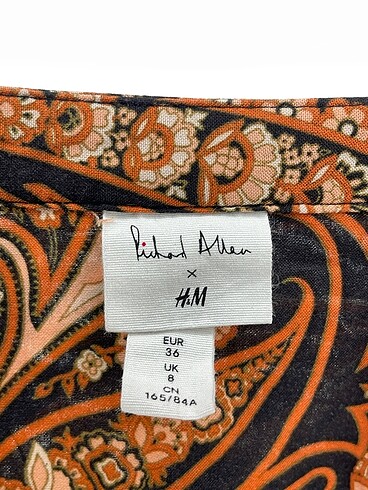 Richard Allan
×
H&M
EUR
36
UK
8
CN
165/84A